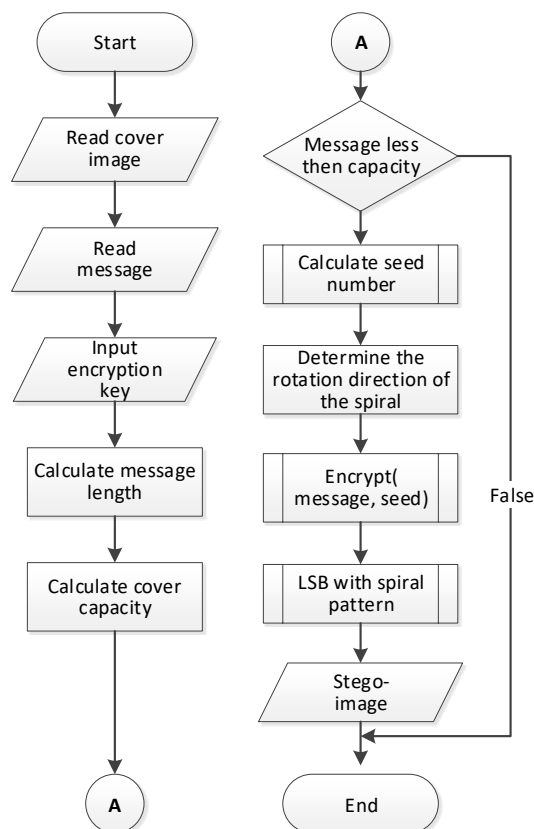 Start
Read cover
image
Read
message
Input
encryption
key
Calculate message
length
Calculate cover
capacity
A
A
Message less
then capacity
Calculate seed
number
Determine the
rotation direction of
the spiral
Encrypt(
message, seed)
False
LSB with spiral
pattern
Stego-
image
End